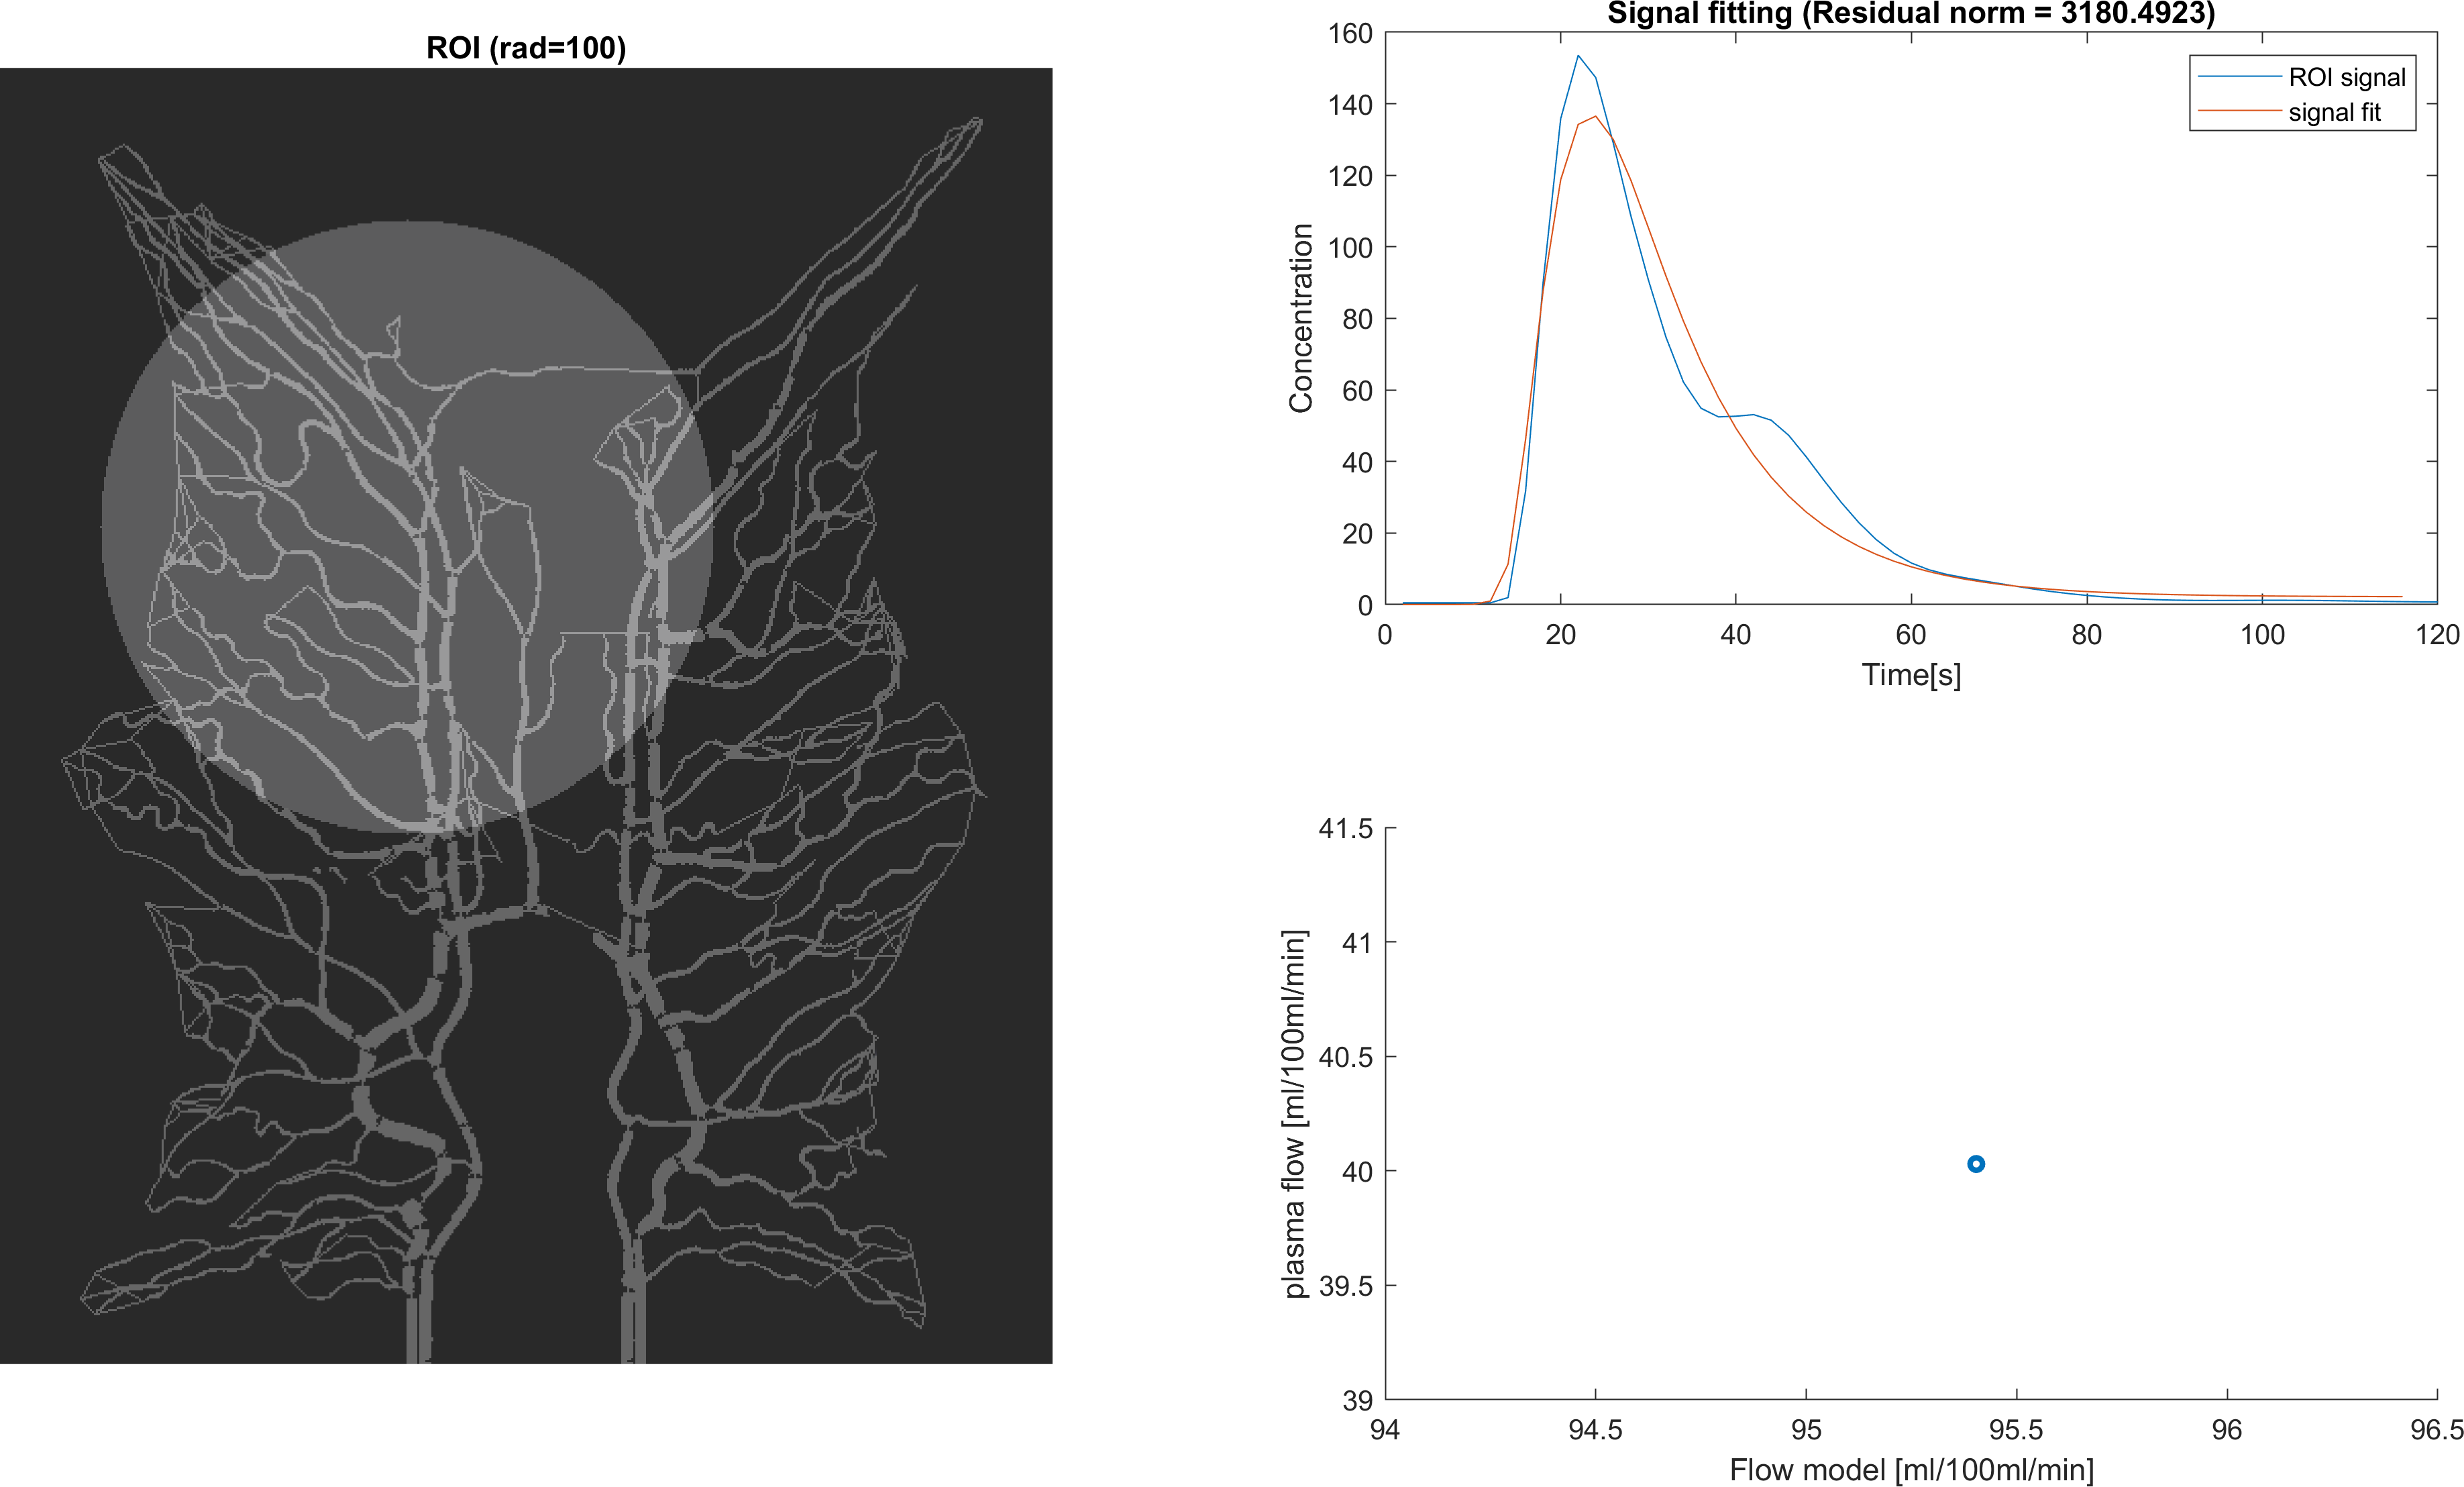 ROI (rad=100)
Signal fitting (Residual norm = 3180.4923)
160
140
120
100
80
60
40
20
0
Concentration
ROI signal
signal fit
0 20 40 60 80 100 120
Time[s]
41.5
41
40.5
40
39.5
39
plasma flow [ml/100ml/min]
94 94.5 95 95.5 96 96.5
Flow model [ml/100ml/min]